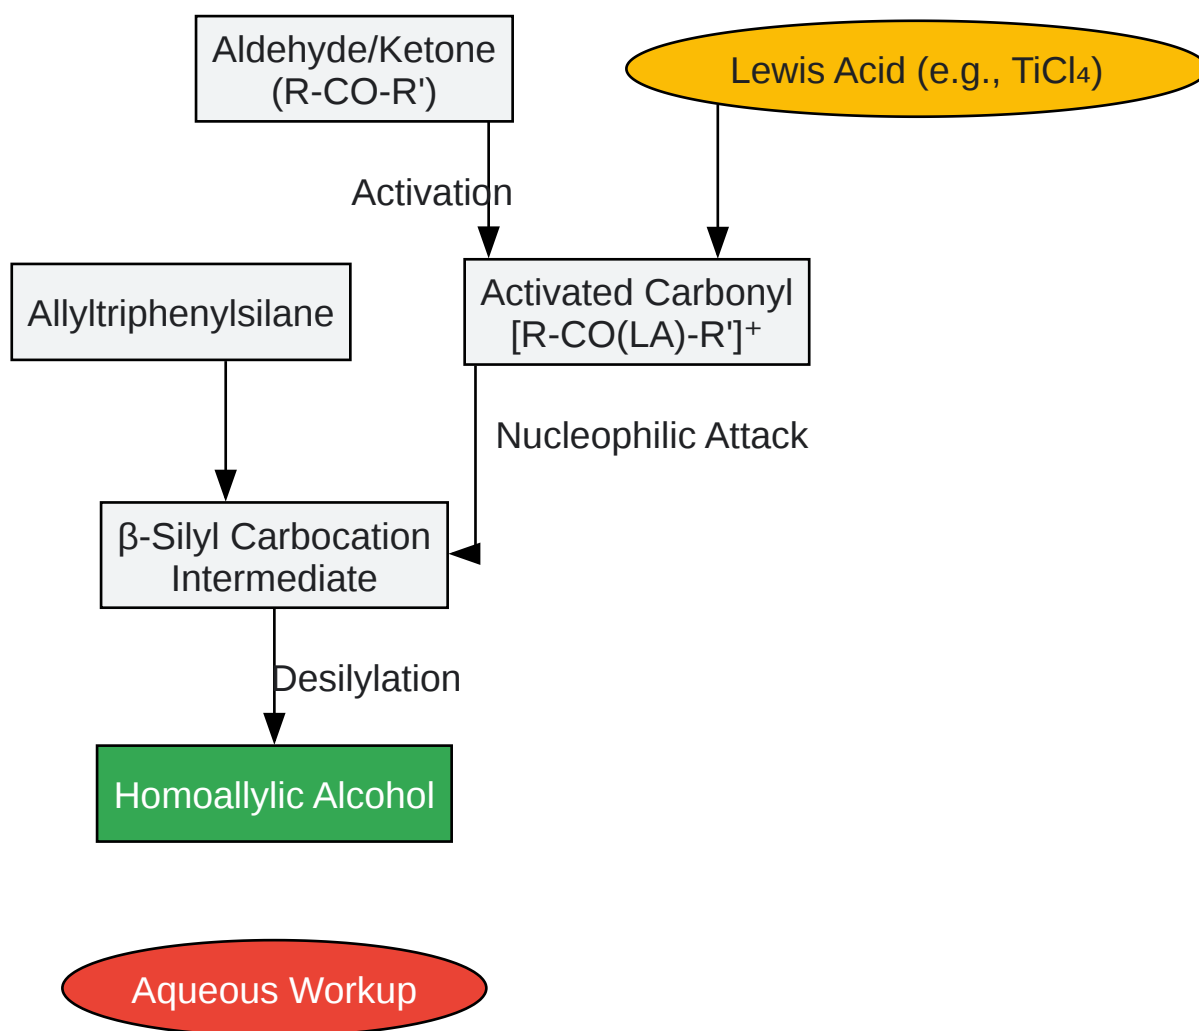 Aldehyde/Ketone
(R-CO-R')
Lewis Acid (e.g., TiCl₄)
Activation
Allyltriphenylsilane
Activated Carbonyl
[R-CO(LA)-R']⁺
Nucleophilic Attack
β-Silyl Carbocation
Intermediate
Desilylation
Homoallylic Alcohol
Aqueous Workup